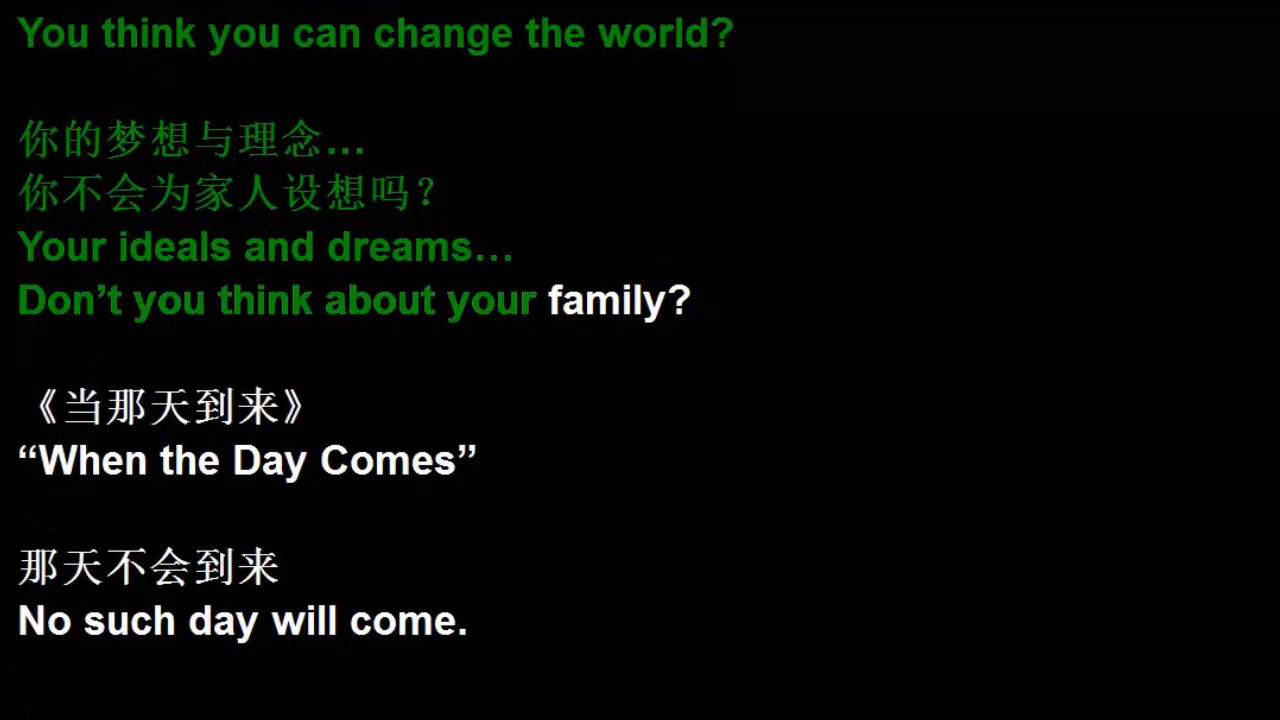 You think you can change the world?
你的梦想与理念…
你不会为家人设想吗？
Your ideals and dreams…
Don’t you think about your family?
《当那天到来》
“When the Day Comes”
那天不会到来
No such day will come.